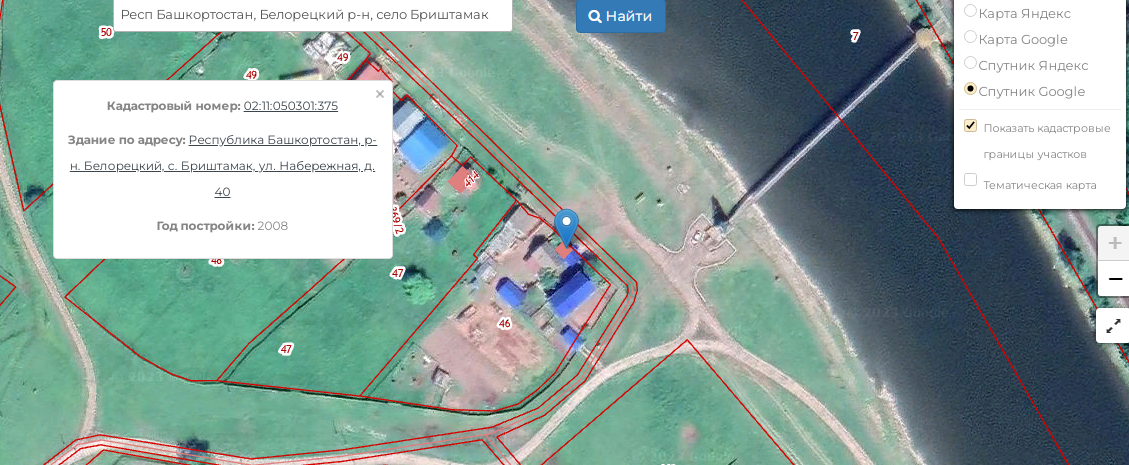 Респ Башкортостан, Белорецкий р-н, село Бриштамак
Найти
Карта Яндекс
Карта Google
Спутник Яндекс
Спутник Google
Показать кадастровые
границы участков
Тематическая карта
50
49
49
7
×
Кадастровый номер: 02:11:050301:375
Здание по адресу: Республика Башкортостан, р-
н. Белорецкий, с. Бриштамак, ул. Набережная, д.
40
Год постройки: 2008
414
48
47
46
47
+
−